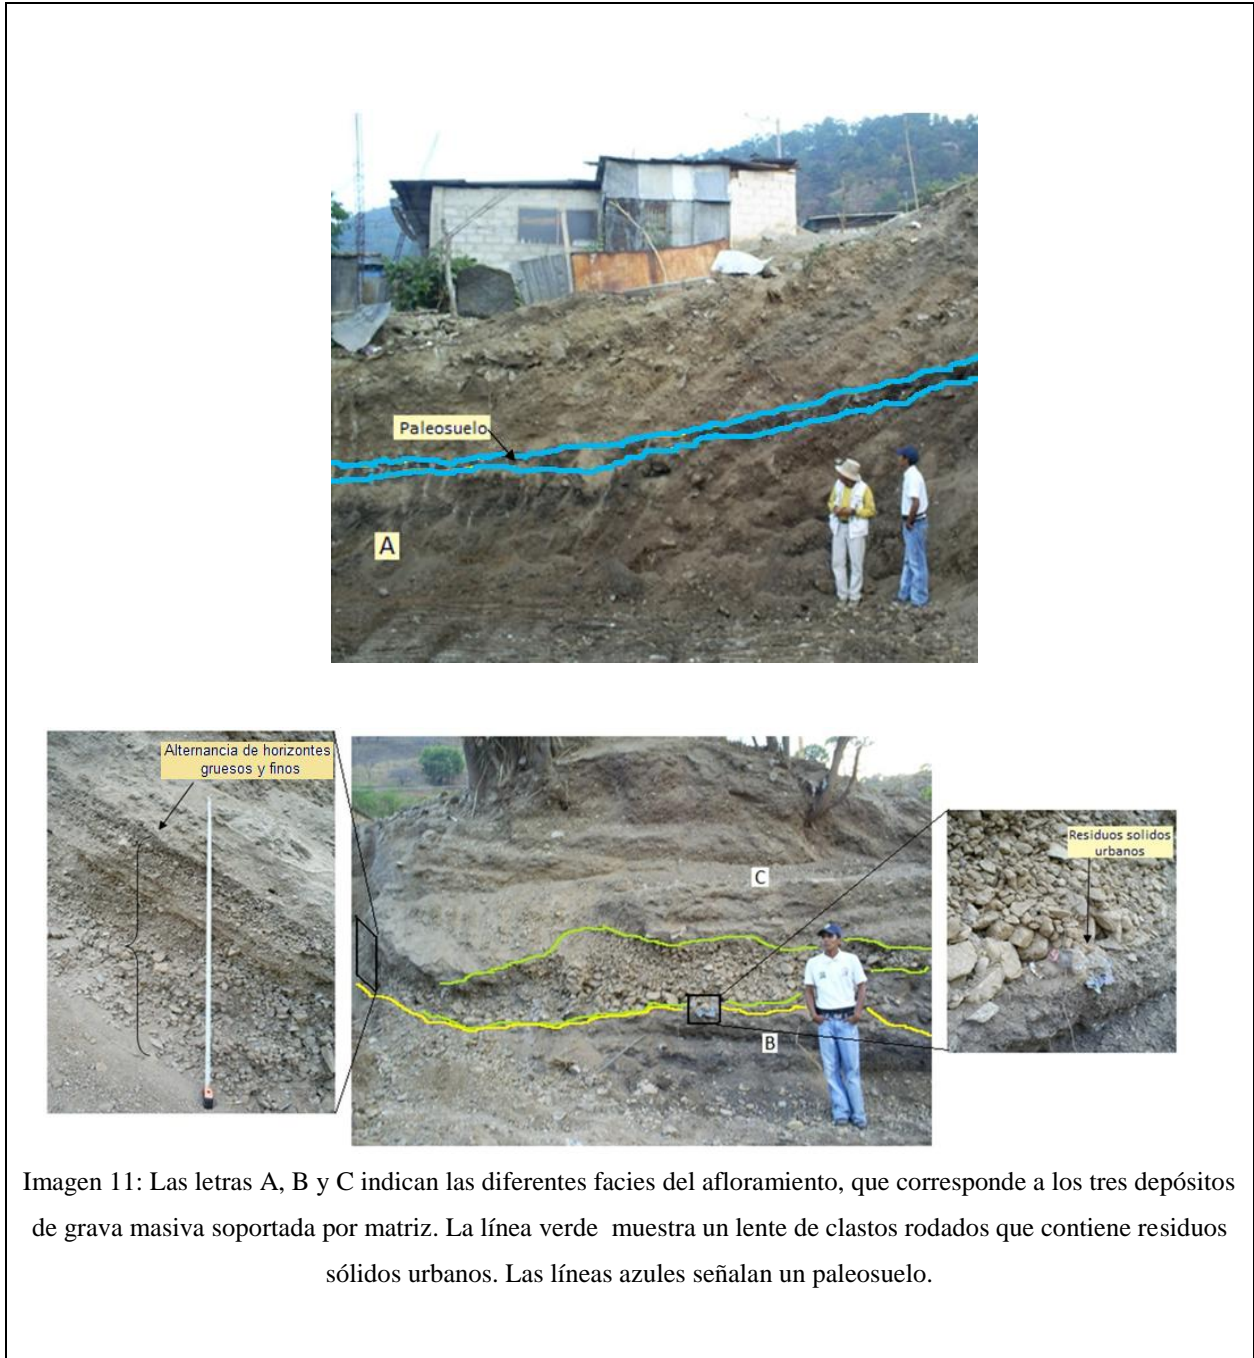 Paleosuelo
A
Alternancia de horizontes
gruesos y finos
C
Residuos solidos
urbanos
B
Imagen 11: Las letras A, B y C indican las diferentes facies del afloramiento, que corresponde a los tres depósitos
de grava masiva soportada por matriz. La línea verde  muestra un lente de clastos rodados que contiene residuos
sólidos urbanos. Las líneas azules señalan un paleosuelo.